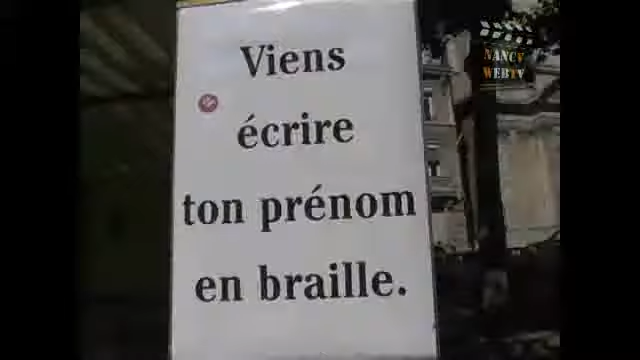 Viens
écrire
ton prénom
en braille.
NANCY
WEBTV